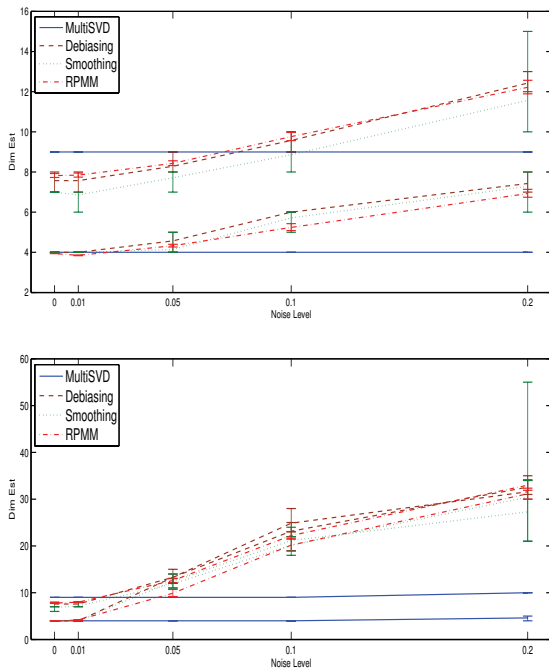 16
14
12
10
8
6
4
2
Dim Est
MultiSVD
Debiasing
Smoothing
RPMM
0
0.01
0.05
0.1
0.2
Noise Level
60
50
40
30
20
10
0
Dim Est
MultiSVD
Debiasing
Smoothing
RPMM
0
0.01
0.05
0.1
0.2
Noise Level